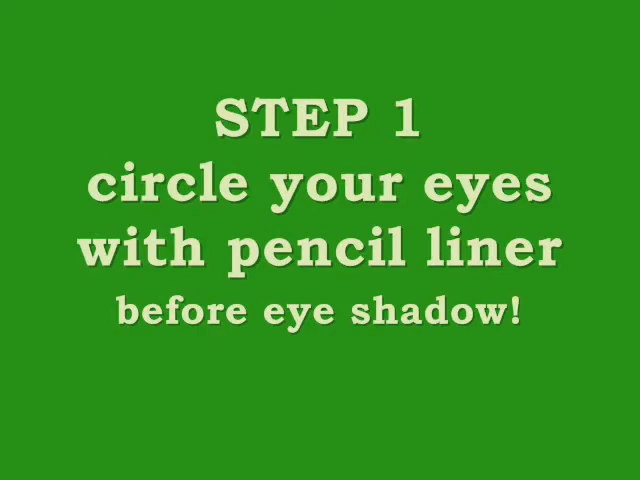 STEP 1
circle your eyes
with pencil liner
before eye shadow!